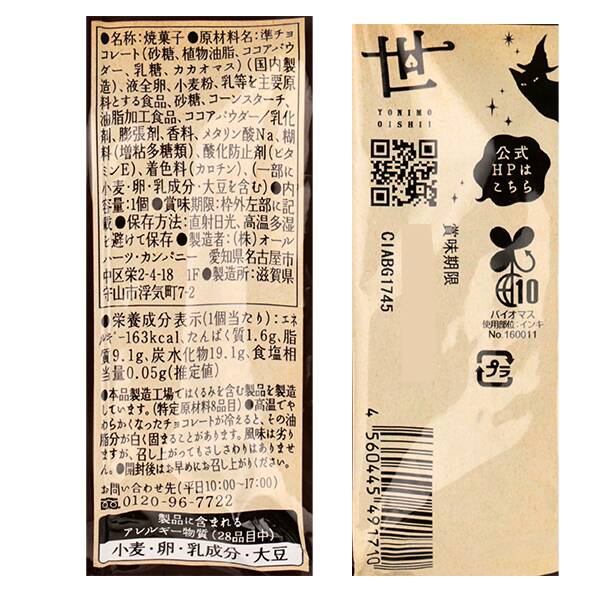 ●名称:焼菓子●原材料名:準チョ
コレート(砂糖、植物油脂、ココアパウ
ダー、乳糖、カカオマス)(国内製
造)、液全卵、小麦粉、乳等を主要原
料とする食品、砂糖、コーンスターチ、
油脂加工食品、ココアパウダー/乳化
剤、膨張剤、香料、メタリン酸Na、糊
料(増粘多糖類)、酸化防止剤(ビタ
ミンE)、着色料(カロチン)、(一部に
小麦・卵・乳成分・大豆を含む)●内
容量:1個●賞味期限:枠外左部に記
載●保存方法:直射日光、高温多湿
を避けて保存●製造者:(株)オール
ハーツ・カンパニー 愛知県名古屋市
中区栄2-4-18 1F●製造所:滋賀県
守山市浮気町7-2
●栄養成分表示(1個当たり):エネ
ルギー163kcal、たんぱく質1.6g、脂
質9.1g、炭水化物19.1g、食塩相
当量0.05g(推定値)
●本品製造工場ではくるみを含む製品を製造
しています。(特定原材料8品目)●高温でや
わらかくなったチョコレートが冷えると、その油
脂分が白く固まることがあります。風味は劣り
ますが、召し上がってもさしさわりはありませ
ん。●開封後はお早めにお召し上がりください。
お問い合わせ先(平日10:00~17:00)
0120-96-7722
製品に含まれる
アレルギー物質(28品目中)
小麦・卵・乳成分・大豆
世
YONIMO
OISHII
公式
HPは
こちら
賞味期限
CIABG1745
10
バイオマス
使用部位:インキ
No.160011
プラ
4 560445 491710